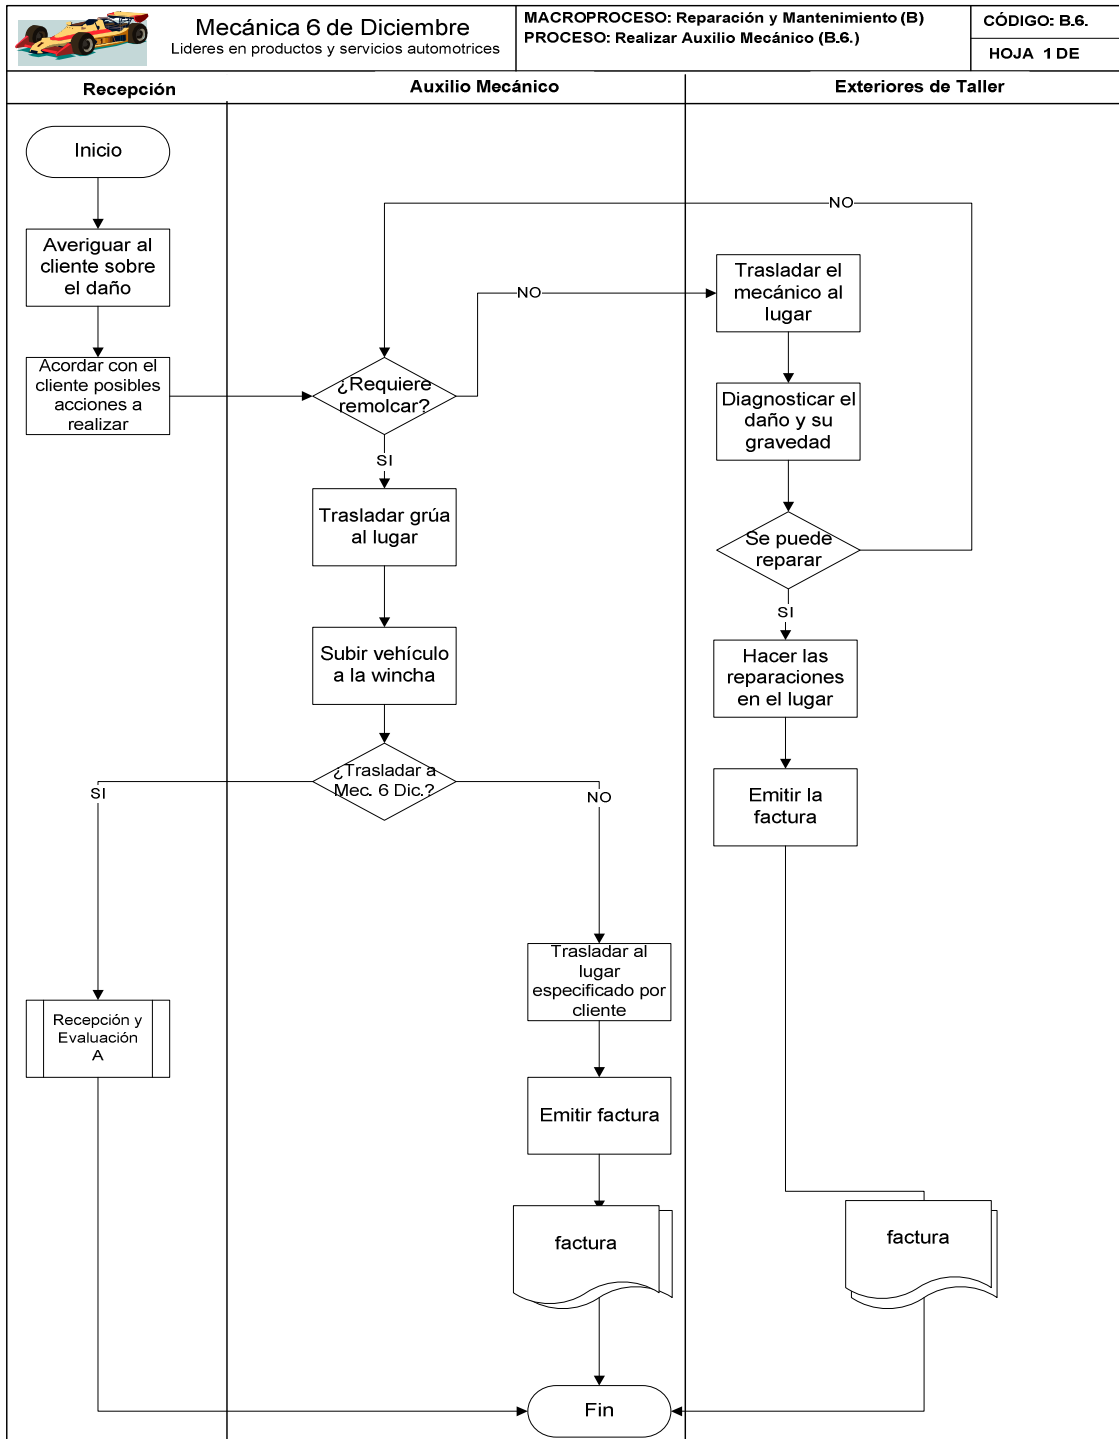 Mecánica 6 de Diciembre
Lideres en productos y servicios automotrices
MACROPROCESO: Reparación y Mantenimiento (B)
PROCESO: Realizar Auxilio Mecánico (B.6.)
CÓDIGO: B.6.
HOJA 1 DE
Recepción
Auxilio Mecánico
Exteriores de Taller
Inicio
Averiguar al
cliente sobre
el daño
Acordar con el
cliente posibles
acciones a
realizar
¿Requiere
remolcar?
NO
NO
SI
Trasladar el
mecánico al
lugar
Diagnosticar el
daño y su
gravedad
Se puede
reparar
SI
Hacer las
reparaciones
en el lugar
Emitir la
factura
Trasladar grúa
al lugar
Subir vehículo
a la wincha
¿Trasladar a
Mec. 6 Dic.?
SI
NO
Trasladar al
lugar
especificado por
cliente
Recepción y
Evaluación
A
Emitir factura
factura
factura
Fin